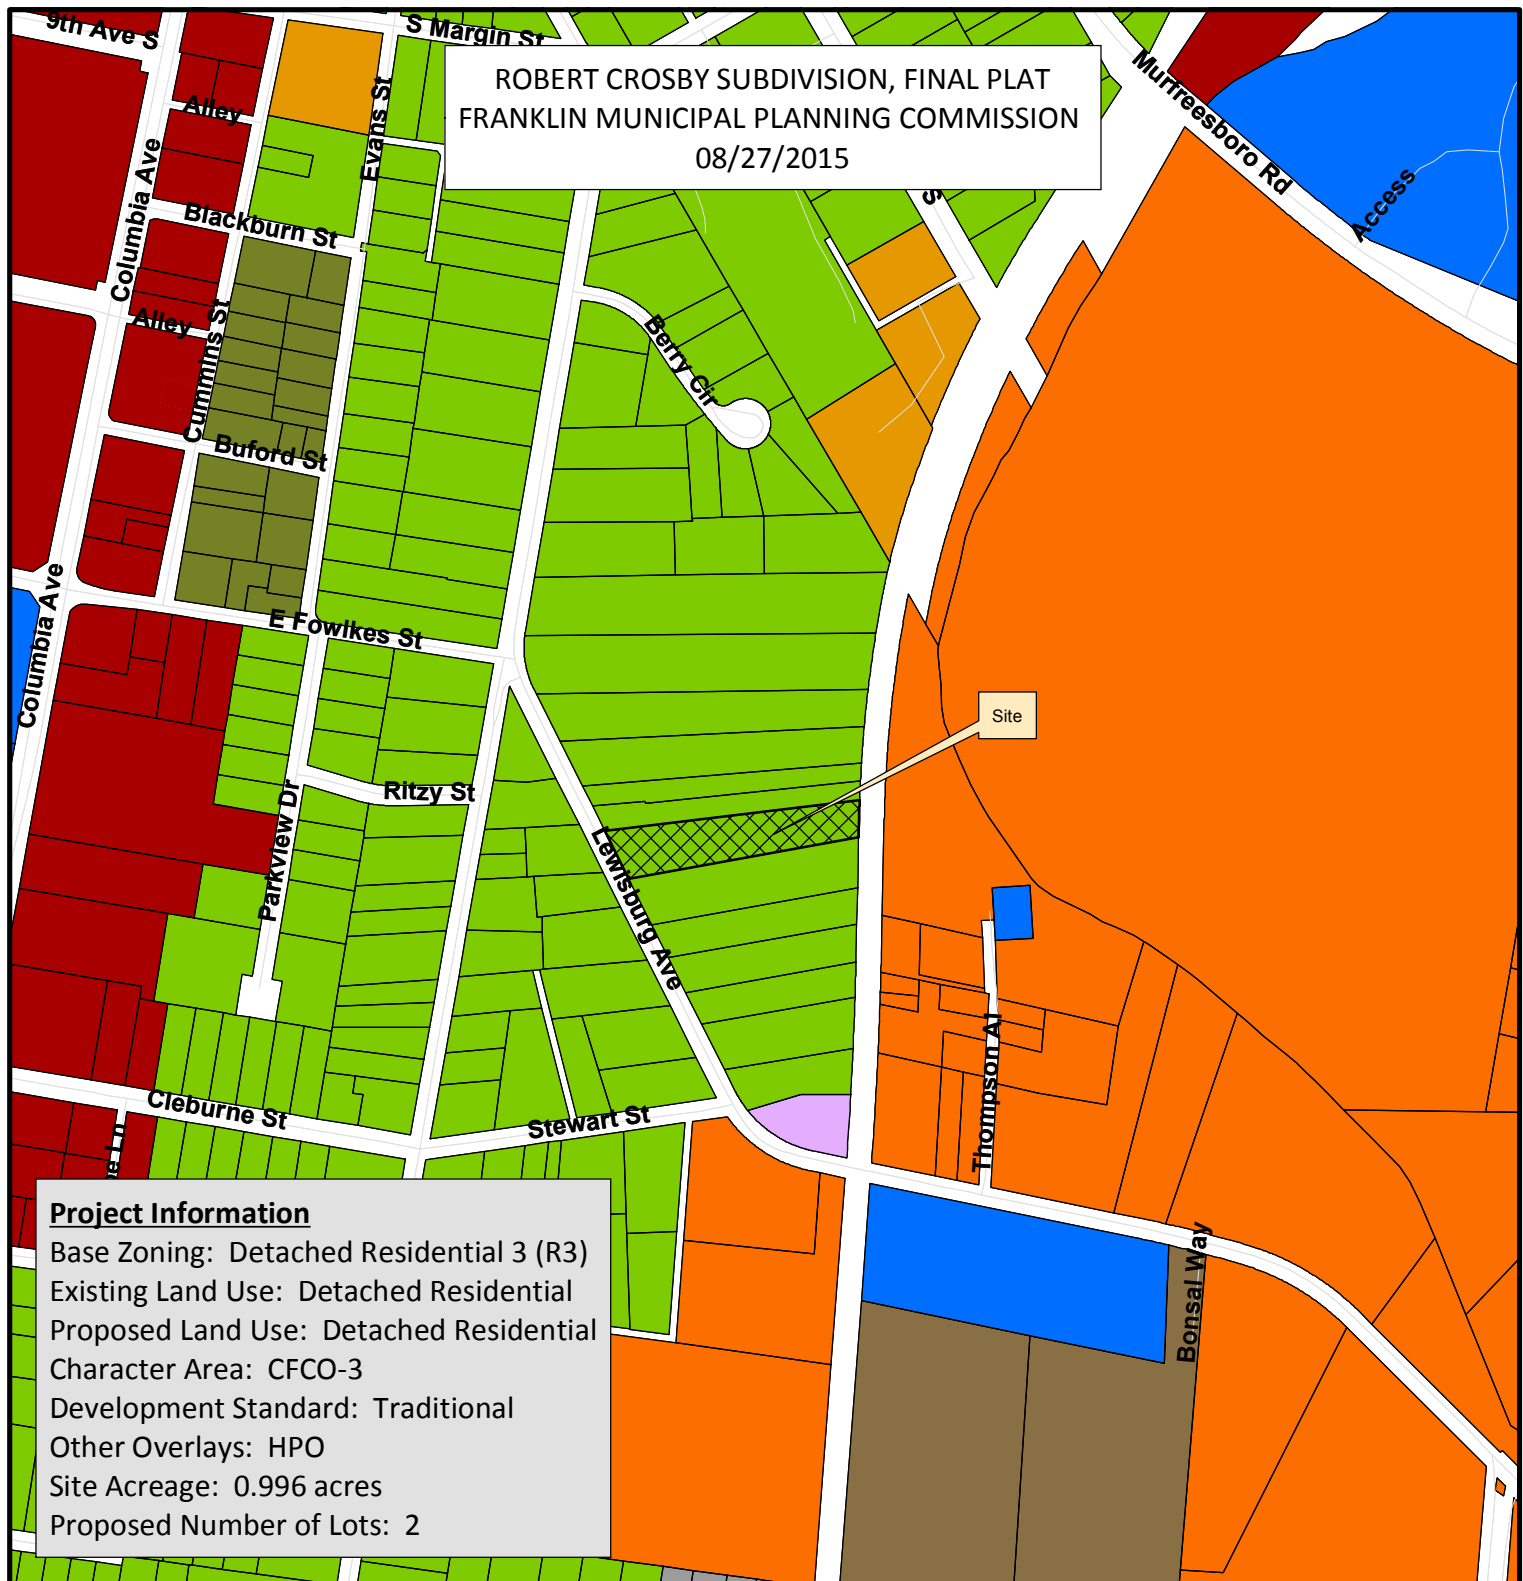 9th Ave S
S Margin St
ROBERT CROSBY SUBDIVISION, FINAL PLAT
FRANKLIN MUNICIPAL PLANNING COMMISSION
08/27/2015
Murfreesboro Rd
Access
Alley
Evans St
Columbia Ave
Blackburn St
S
Alley
Cummins St
Berry Cir
Buford St
Columbia Ave
E Fowlkes St
Site
Ritzy St
Parkview Dr
Lewisburg Ave
Thompson Al
Cleburne St
Stewart St
Ln
Bonsal Way
Project Information
Base Zoning: Detached Residential 3 (R3)
Existing Land Use: Detached Residential
Proposed Land Use: Detached Residential
Character Area: CFCO-3
Development Standard: Traditional
Other Overlays: HPO
Site Acreage: 0.996 acres
Proposed Number of Lots: 2